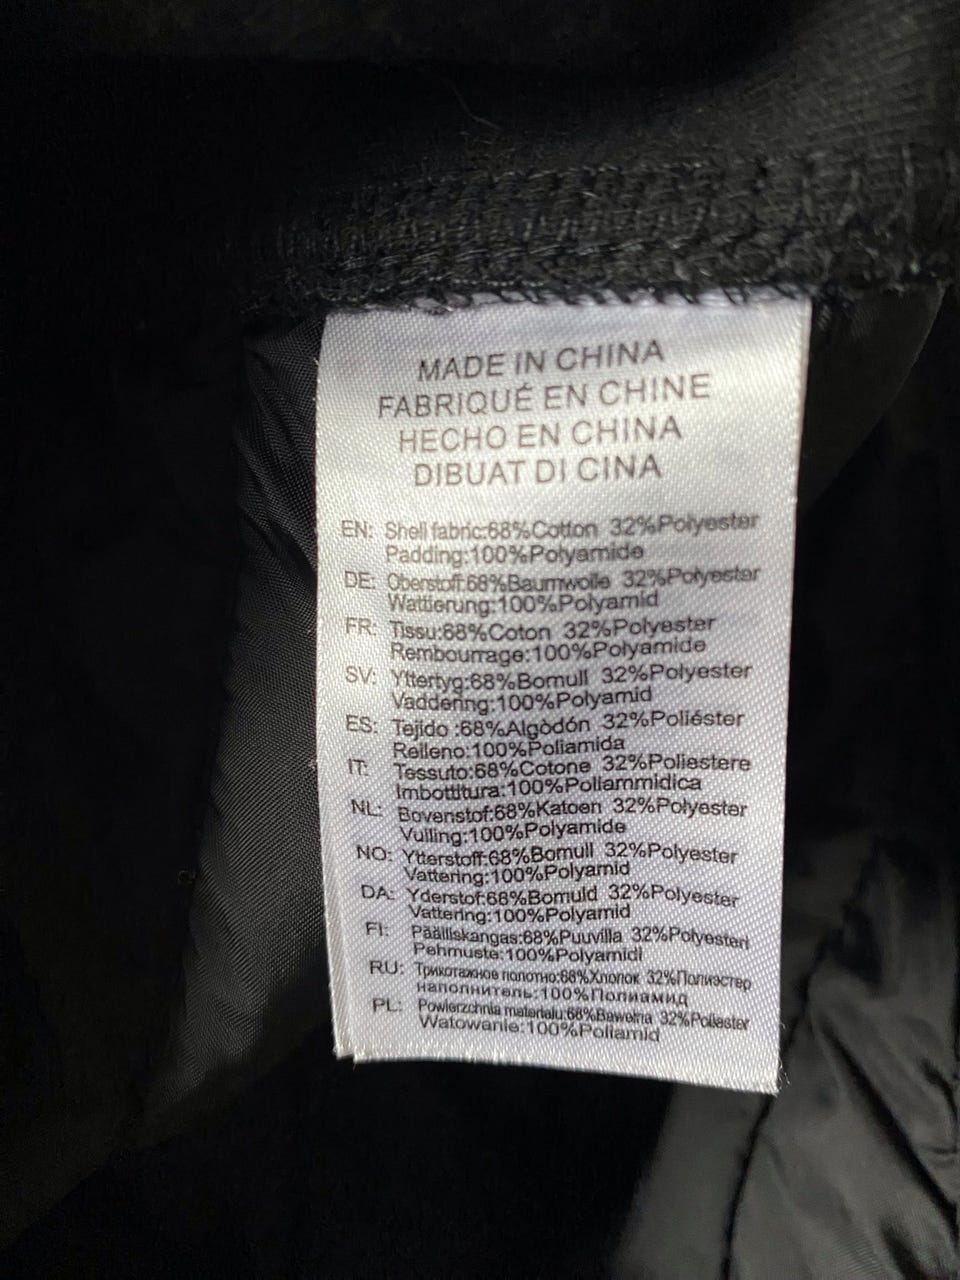 MADE IN CHINA
FABRIQUÉ EN CHINE
HECHO EN CHINA
DIBUAT DI CINA
EN: Shell fabric:68%Cotton 32%Polyester
Padding:100%Polyamide
DE: Oberstoff:68%Baumwolle 32%Polyester
Wattierung:100%Polyamid
FR: Tissu:68%Coton 32%Polyester
Rembourrage:100%Polyamide
SV: Yttertyg:68%Bomull 32%Polyester
Vaddering:100%Polyamid
ES: Tejido :68%Algòdón 32%Poliéster
Relleno:100%Poliamida
IT: Tessuto:68%Cotone 32%Poliestere
Imbottitura:100%Poliammidica
NL: Bovenstof:68%Katoen 32%Polyester
Vulling:100%Polyamide
NO: Ytterstoff:68%Bomull 32%Polyester
Vattering:100%Polyamid
DA: Yderstof:68%Bomuld 32%Polyester
Vattering:100%Polyamid
FI: Päällskangas:68%Puuvilla 32%Polyesteri
Pehmuste:100%Polyamidi
RU: Трикотажное полотно:68%Хлопок 32%Полиэстер
наполнитель:100%Полиамид
PL: Powierzchnia materialu:68%Bawełna 32%Poliester
Watowanie:100%Poliamid